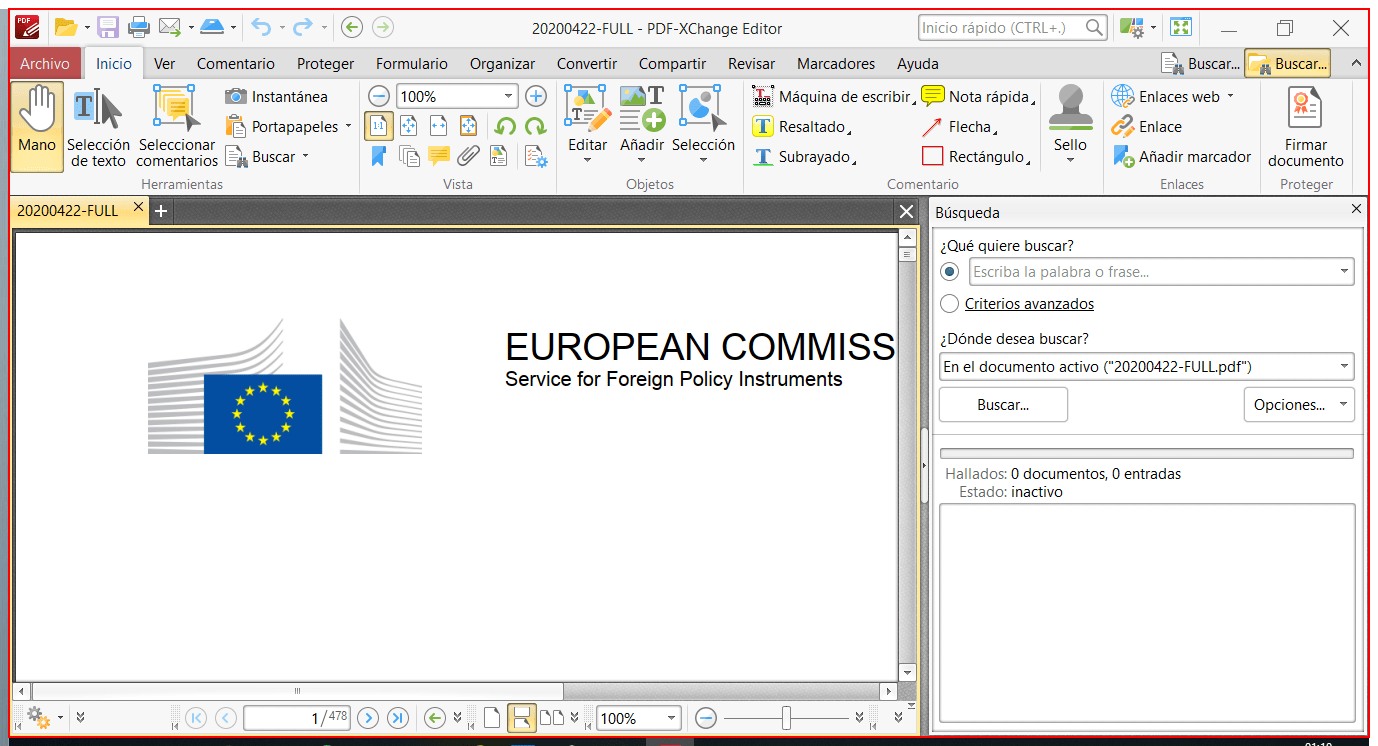 20200422-FULL - PDF-XChange Editor
Inicio rápido (CTRL+.)
Archivo Inicio Ver Comentario Proteger Formulario Organizar Convertir Compartir Revisar Marcadores Ayuda Buscar... Buscar...
Mano
Selección de texto
Seleccionar comentarios
Instantánea
Portapapeles
Buscar
Herramientas
100%
Vista
Editar
Añadir
Selección
Objetos
Máquina de escribir
Resaltado
Subrayado
Nota rápida
Flecha
Rectángulo
Sello
Comentario
Enlaces web
Enlace
Añadir marcador
Enlaces
Firmar documento
Proteger
20200422-FULL
EUROPEAN COMMISS
Service for Foreign Policy Instruments
1/478
100%
Búsqueda
¿Qué quiere buscar?
Escriba la palabra o frase...
Criterios avanzados
¿Dónde desea buscar?
En el documento activo ("20200422-FULL.pdf")
Buscar... Opciones...
Hallados: 0 documentos, 0 entradas
Estado: inactivo